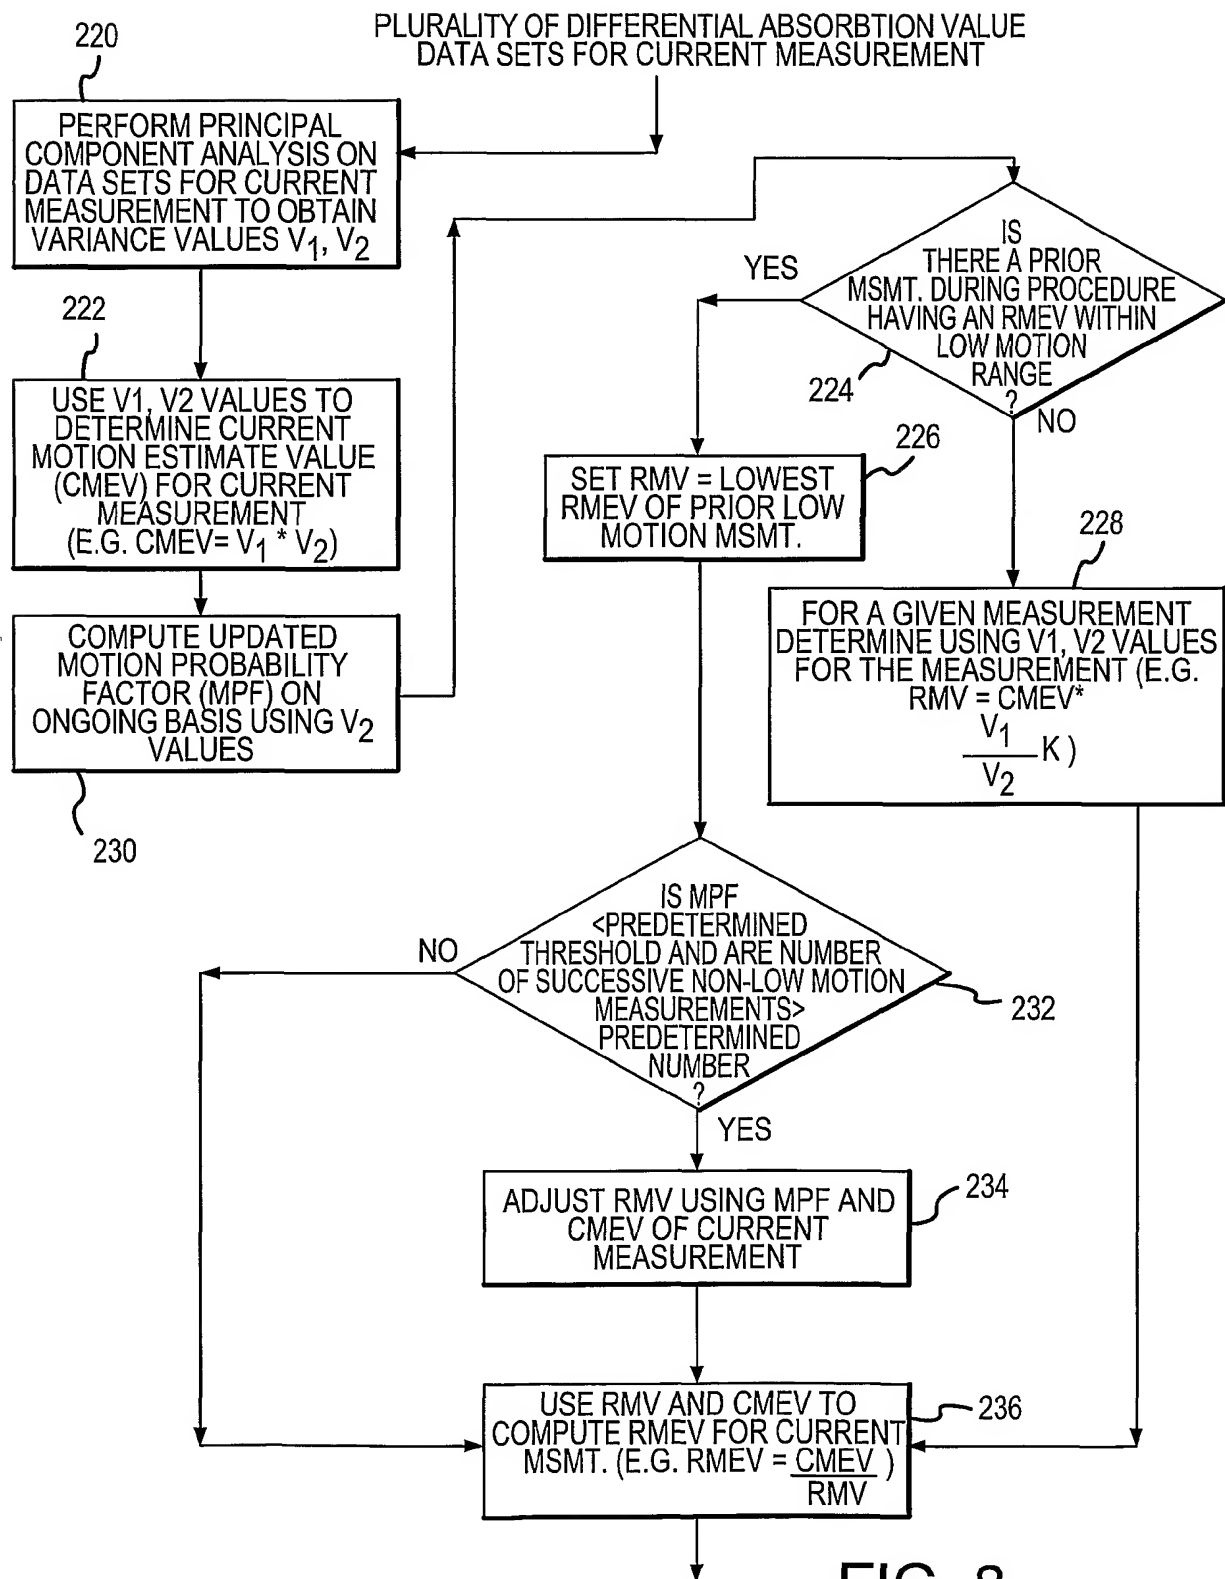 PLURALITY OF DIFFERENTIAL ABSORBTION VALUE
DATA SETS FOR CURRENT MEASUREMENT
220
PERFORM PRINCIPAL
COMPONENT ANALYSIS ON
DATA SETS FOR CURRENT
MEASUREMENT TO OBTAIN
VARIANCE VALUES V1, V2
222
USE V1, V2 VALUES TO
DETERMINE CURRENT
MOTION ESTIMATE VALUE
(CMEV) FOR CURRENT
MEASUREMENT
(E.G. CMEV= V1 * V2)
COMPUTE UPDATED
MOTION PROBABILITY
FACTOR (MPF) ON
ONGOING BASIS USING V2
VALUES
230
IS
THERE A PRIOR
MSMT. DURING PROCEDURE
HAVING AN RMEV WITHIN
LOW MOTION
RANGE
?
224
YES
NO
226
SET RMV = LOWEST
RMEV OF PRIOR LOW
MOTION MSMT.
228
FOR A GIVEN MEASUREMENT
DETERMINE USING V1, V2 VALUES
FOR THE MEASUREMENT (E.G.
RMV = CMEV*
V1
K )
V2
IS MPF
<PREDETERMINED
THRESHOLD AND ARE NUMBER
OF SUCCESSIVE NON-LOW MOTION
MEASUREMENTS>
PREDETERMINED
NUMBER
?
232
NO
YES
234
ADJUST RMV USING MPF AND
CMEV OF CURRENT
MEASUREMENT
236
USE RMV AND CMEV TO
COMPUTE RMEV FOR CURRENT
MSMT. (E.G. RMEV = CMEV )
RMV
FIG. 8